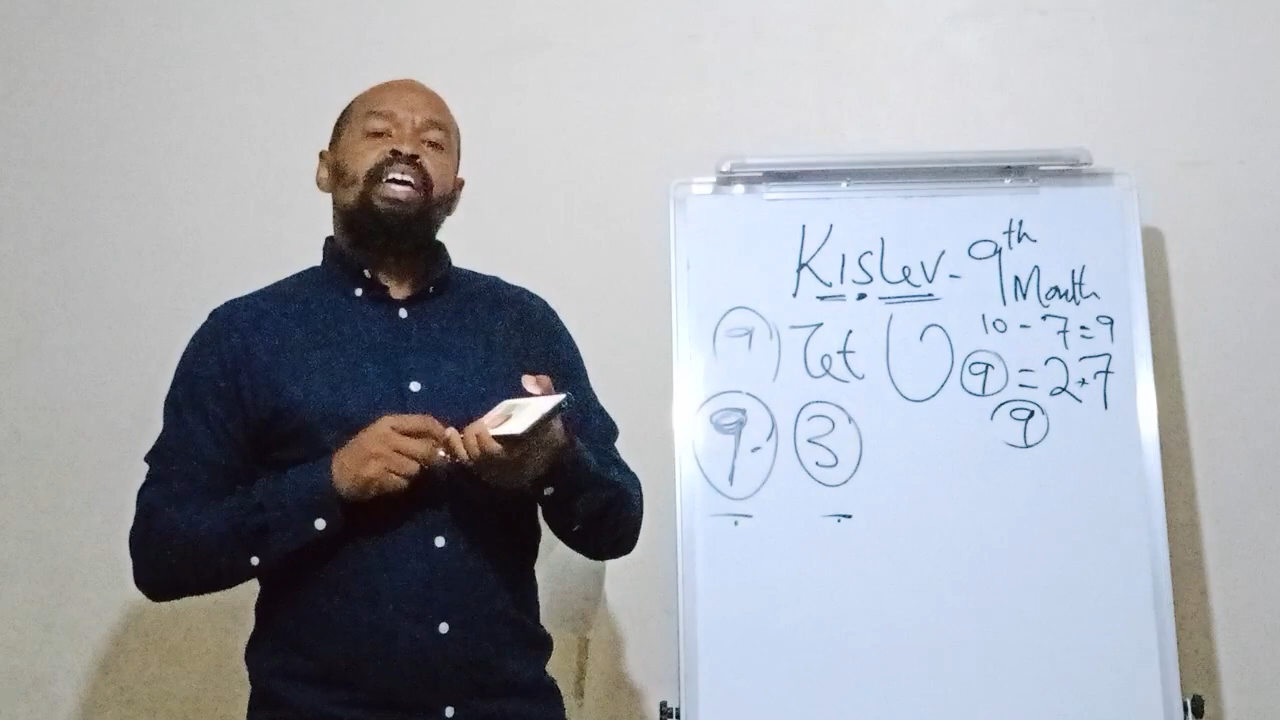 Kislev - 9th
Month
9 Tet ט 10 - 7 = 9
9 = 2+7
9 - 3 9